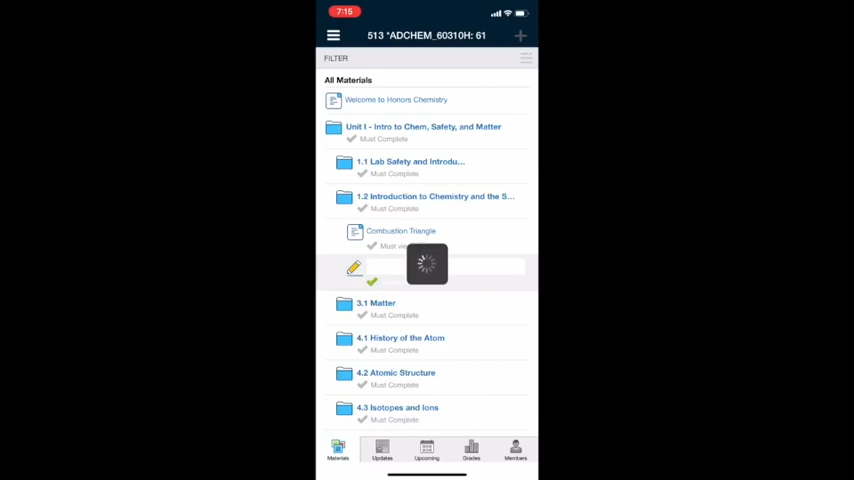 7:15
513 *ADCHEM_60310H: 61
FILTER
All Materials
Welcome to Honors Chemistry
Unit I - Intro to Chem, Safety, and Matter
Must Complete
1.1 Lab Safety and Introdu...
Must Complete
1.2 Introduction to Chemistry and the S...
Must Complete
Combustion Triangle
Must
3.1 Matter
Must Complete
4.1 History of the Atom
Must Complete
4.2 Atomic Structure
Must Complete
4.3 Isotopes and Ions
Must Complete
Materials Updates Upcoming Grades Members